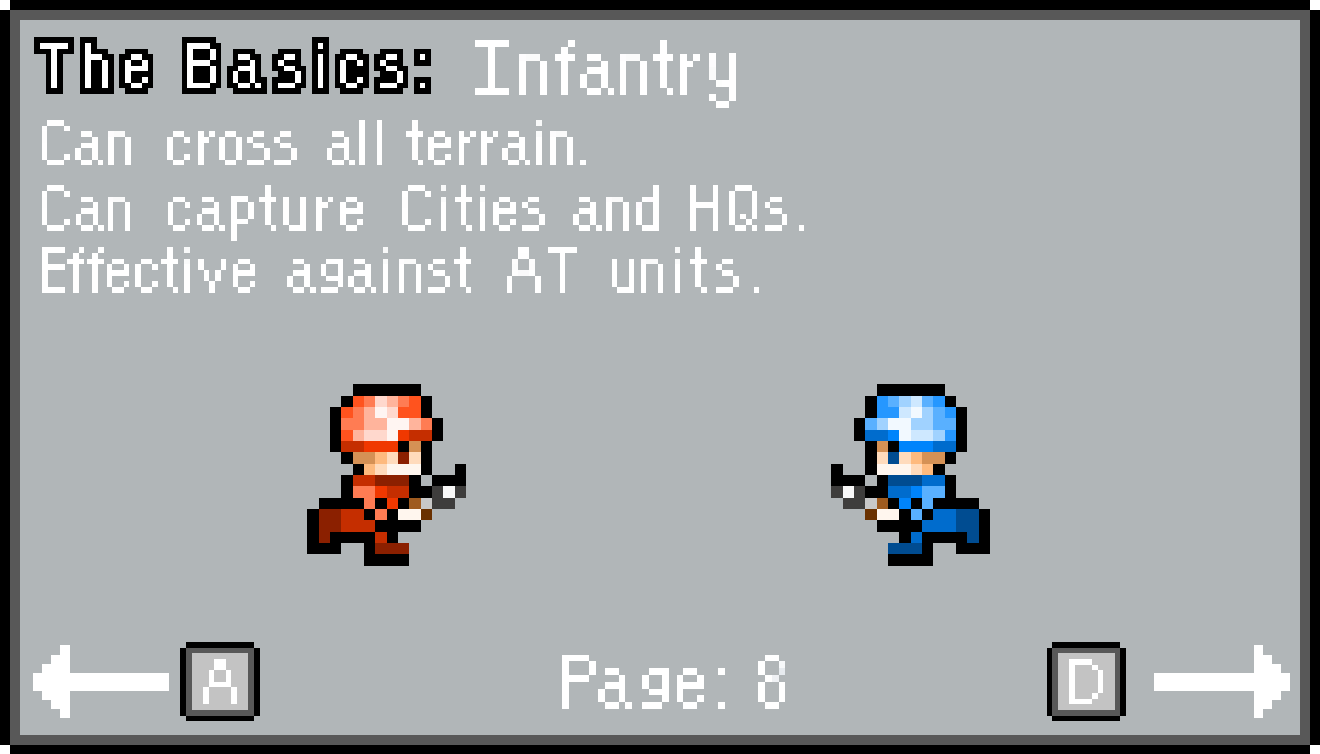 The Basics: Infantry
Can cross all terrain.
Can capture Cities and HQs.
Effective against AT units.
A Page: 8 D